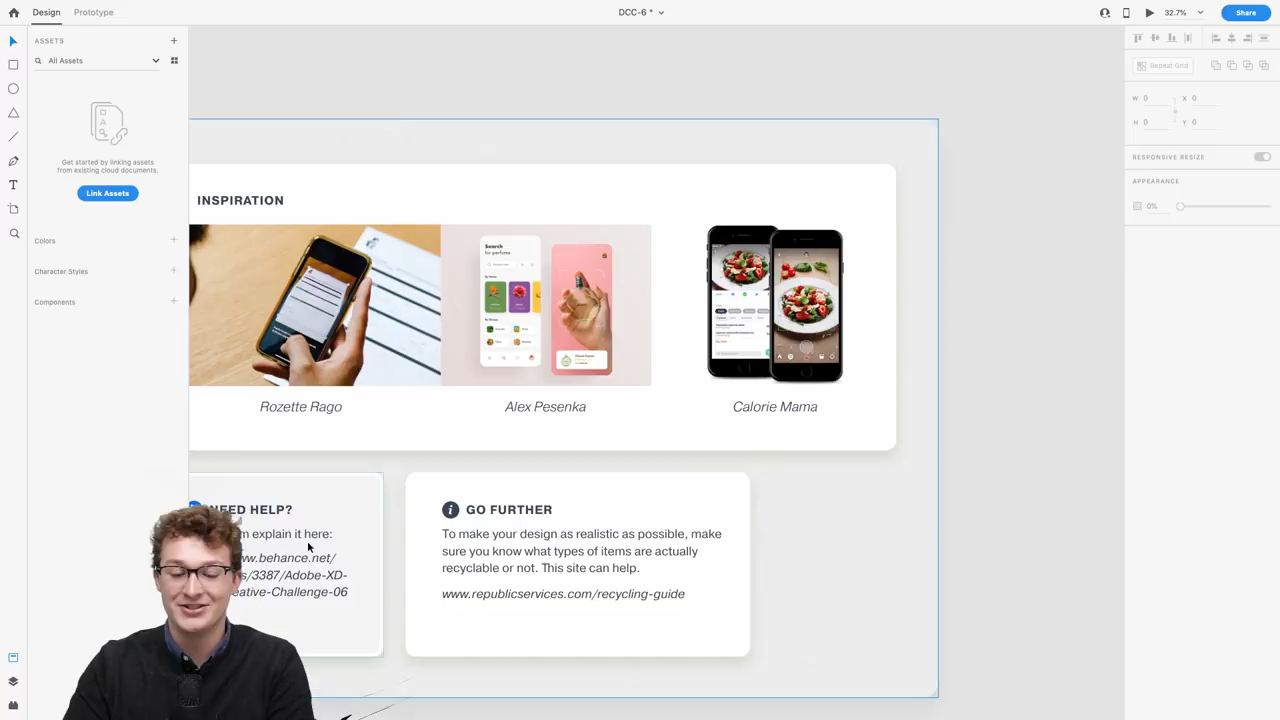 Design
Prototype
DCC-6 *
32.7%
Share
ASSETS
All Assets
Get started by linking assets
from existing cloud documents.
Link Assets
Colors
Character Styles
Components
INSPIRATION
Search
for perfume
Rozette Rago
Alex Pesenka
Calorie Mama
NEED HELP?
m explain it here:
ww.behance.net/
s/3387/Adobe-XD-
eative-Challenge-06
i
GO FURTHER
To make your design as realistic as possible, make
sure you know what types of items are actually
recyclable or not. This site can help.
www.republicservices.com/recycling-guide
Repeat Grid
W 0
X 0
H 0
Y 0
RESPONSIVE RESIZE
APPEARANCE
0%